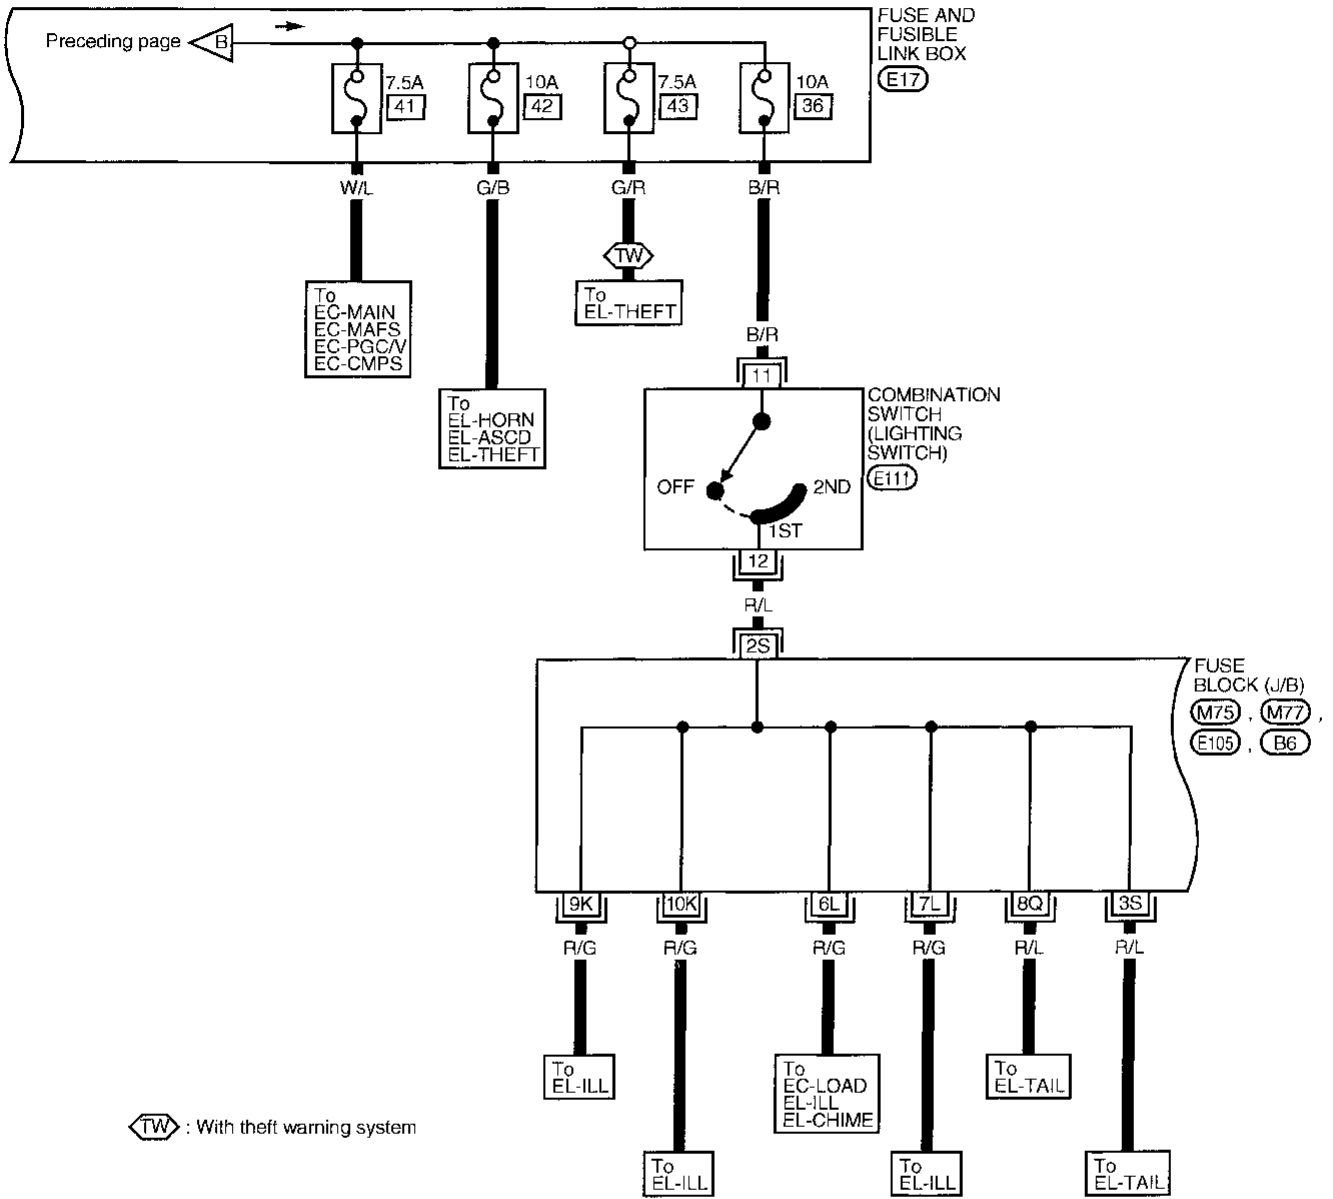 Preceding page
B
FUSE AND
FUSIBLE
LINK BOX
E17
7.5A
41
10A
42
7.5A
43
10A
36
W/L
G/B
G/R
B/R
TW
To
EC-MAIN
EC-MAFS
EC-PGC/V
EC-CMPS
To
EL-THEFT
B/R
11
To
EL-HORN
EL-ASCD
EL-THEFT
COMBINATION
SWITCH
(LIGHTING
SWITCH)
E111
OFF
2ND
1ST
12
R/L
2S
FUSE
BLOCK (J/B)
M75 , M77 ,
E105 , B6
9K
10K
6L
7L
8Q
3S
R/G
R/G
R/G
R/G
R/L
R/L
To
EL-ILL
To
EC-LOAD
EL-ILL
EL-CHIME
To
EL-TAIL
TW : With theft warning system
To
EL-ILL
To
EL-ILL
To
EL-TAIL